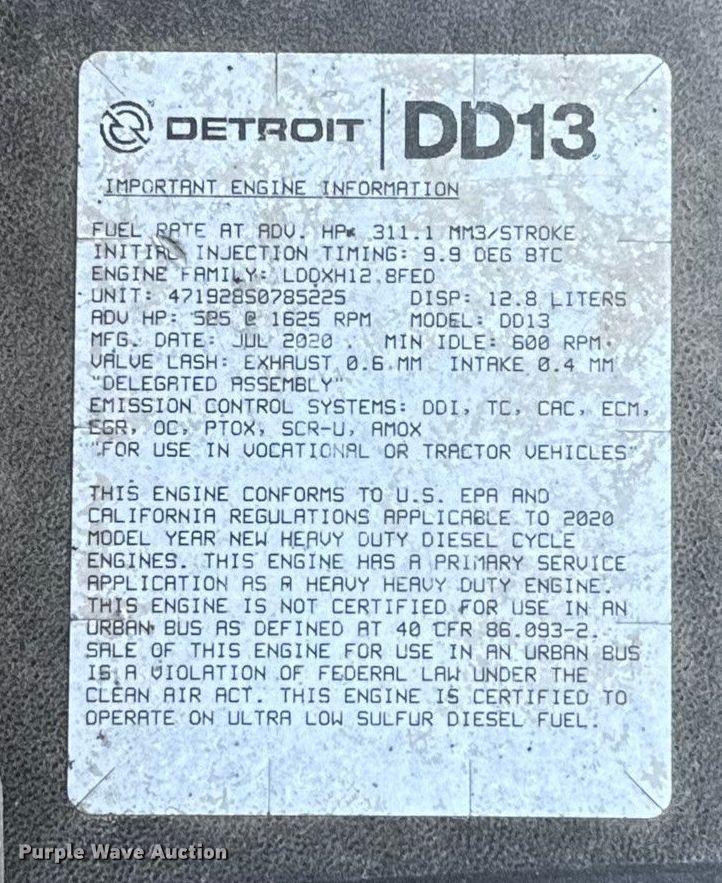 DETROIT DD13
IMPORTANT ENGINE INFORMATION
FUEL RATE AT ADV. HP: 311.1 MM3/STROKE
INITIAL INJECTION TIMING: 9.9 DEG BTC
ENGINE FAMILY: LDDXH12.8FED
UNIT: 471928S0785225 DISP: 12.8 LITERS
ADV HP: 525 @ 1625 RPM MODEL: DD13
MFG. DATE: JUL 2020 MIN IDLE: 600 RPM
VALVE LASH: EXHAUST 0.6 MM INTAKE 0.4 MM
"DELEGATED ASSEMBLY"
EMISSION CONTROL SYSTEMS: DDI, TC, CAC, ECM,
EGR, OC, PTOX, SCR-U, AMOX
"FOR USE IN VOCATIONAL OR TRACTOR VEHICLES"
THIS ENGINE CONFORMS TO U.S. EPA AND
CALIFORNIA REGULATIONS APPLICABLE TO 2020
MODEL YEAR NEW HEAVY DUTY DIESEL CYCLE
ENGINES. THIS ENGINE HAS A PRIMARY SERVICE
APPLICATION AS A HEAVY HEAVY DUTY ENGINE.
THIS ENGINE IS NOT CERTIFIED FOR USE IN AN
URBAN BUS AS DEFINED AT 40 CFR 86.093-2.
SALE OF THIS ENGINE FOR USE IN AN URBAN BUS
IS A VIOLATION OF FEDERAL LAW UNDER THE
CLEAN AIR ACT. THIS ENGINE IS CERTIFIED TO
OPERATE ON ULTRA LOW SULFUR DIESEL FUEL.
Purple Wave Auction